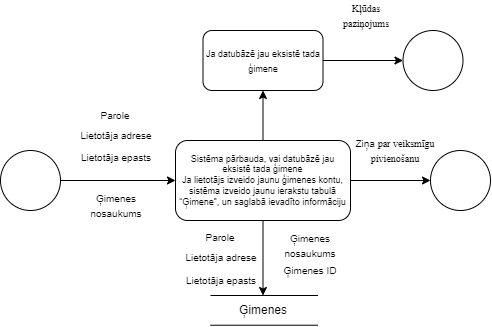 Kļūdas
paziņojums
Ja datubāzē jau eksistē tada
ģimene
Parole
Lietotāja adrese
Lietotāja epasts
Ģimenes
nosaukums
Sistēma pārbauda, vai datubāzē jau
eksistē tada ģimene
Ja lietotājs izveido jaunu ģimenes kontu,
sistēma izveido jaunu ierakstu tabulā
“Ģimene”, un saglabā ievadīto informāciju
Ziņa par veiksmīgu
pivienošanu
Parole
Lietotāja adrese
Lietotāja epasts
Ģimenes
nosaukums
Ģimenes ID
Ģimenes